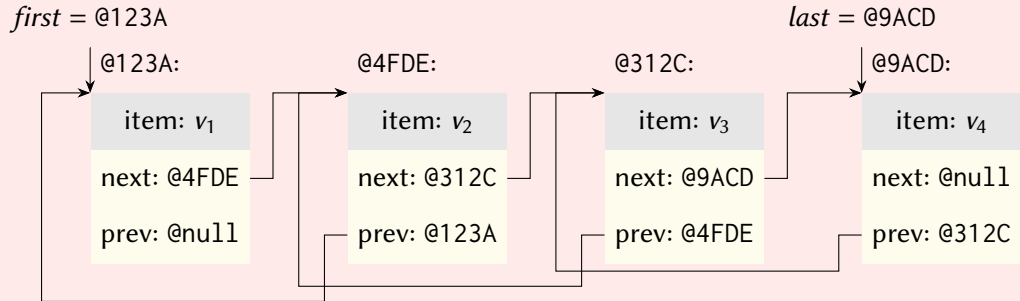 first = @123A last = @9ACD
@123A: @4FDE: @312C: @9ACD:
item: v₁ item: v₂ item: v₃ item: v₄
next: @4FDE next: @312C next: @9ACD next: @null
prev: @null prev: @123A prev: @4FDE prev: @312C